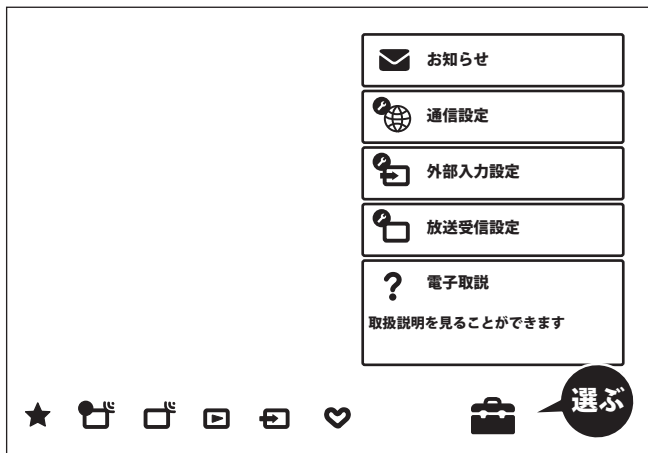 お知らせ
通信設定
外部入力設定
放送受信設定
電子取説
取扱説明を見ることができます
選ぶ